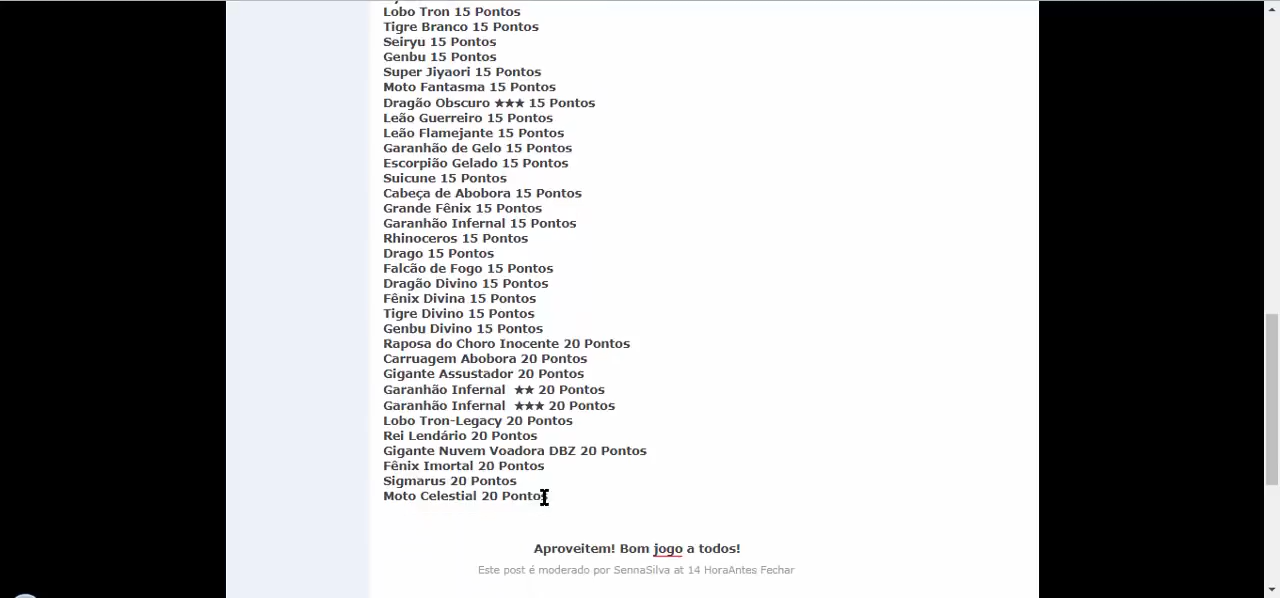 Lobo Tron 15 Pontos
Tigre Branco 15 Pontos
Seiryu 15 Pontos
Genbu 15 Pontos
Super Jiyaori 15 Pontos
Moto Fantasma 15 Pontos
Dragão Obscuro ★★★ 15 Pontos
Leão Guerreiro 15 Pontos
Leão Flamejante 15 Pontos
Garanhão de Gelo 15 Pontos
Escorpião Gelado 15 Pontos
Suicune 15 Pontos
Cabeça de Abobora 15 Pontos
Grande Fênix 15 Pontos
Garanhão Infernal 15 Pontos
Rhinoceros 15 Pontos
Drago 15 Pontos
Falcão de Fogo 15 Pontos
Dragão Divino 15 Pontos
Fênix Divina 15 Pontos
Tigre Divino 15 Pontos
Genbu Divino 15 Pontos
Raposa do Choro Inocente 20 Pontos
Carruagem Abobora 20 Pontos
Gigante Assustador 20 Pontos
Garanhão Infernal ★★ 20 Pontos
Garanhão Infernal ★★★ 20 Pontos
Lobo Tron-Legacy 20 Pontos
Rei Lendário 20 Pontos
Gigante Nuvem Voadora DBZ 20 Pontos
Fênix Imortal 20 Pontos
Sigmarus 20 Pontos
Moto Celestial 20 Pontos
Aproveitem! Bom jogo a todos!
Este post é moderado por SennaSilva at 14 HoraAntes Fechar